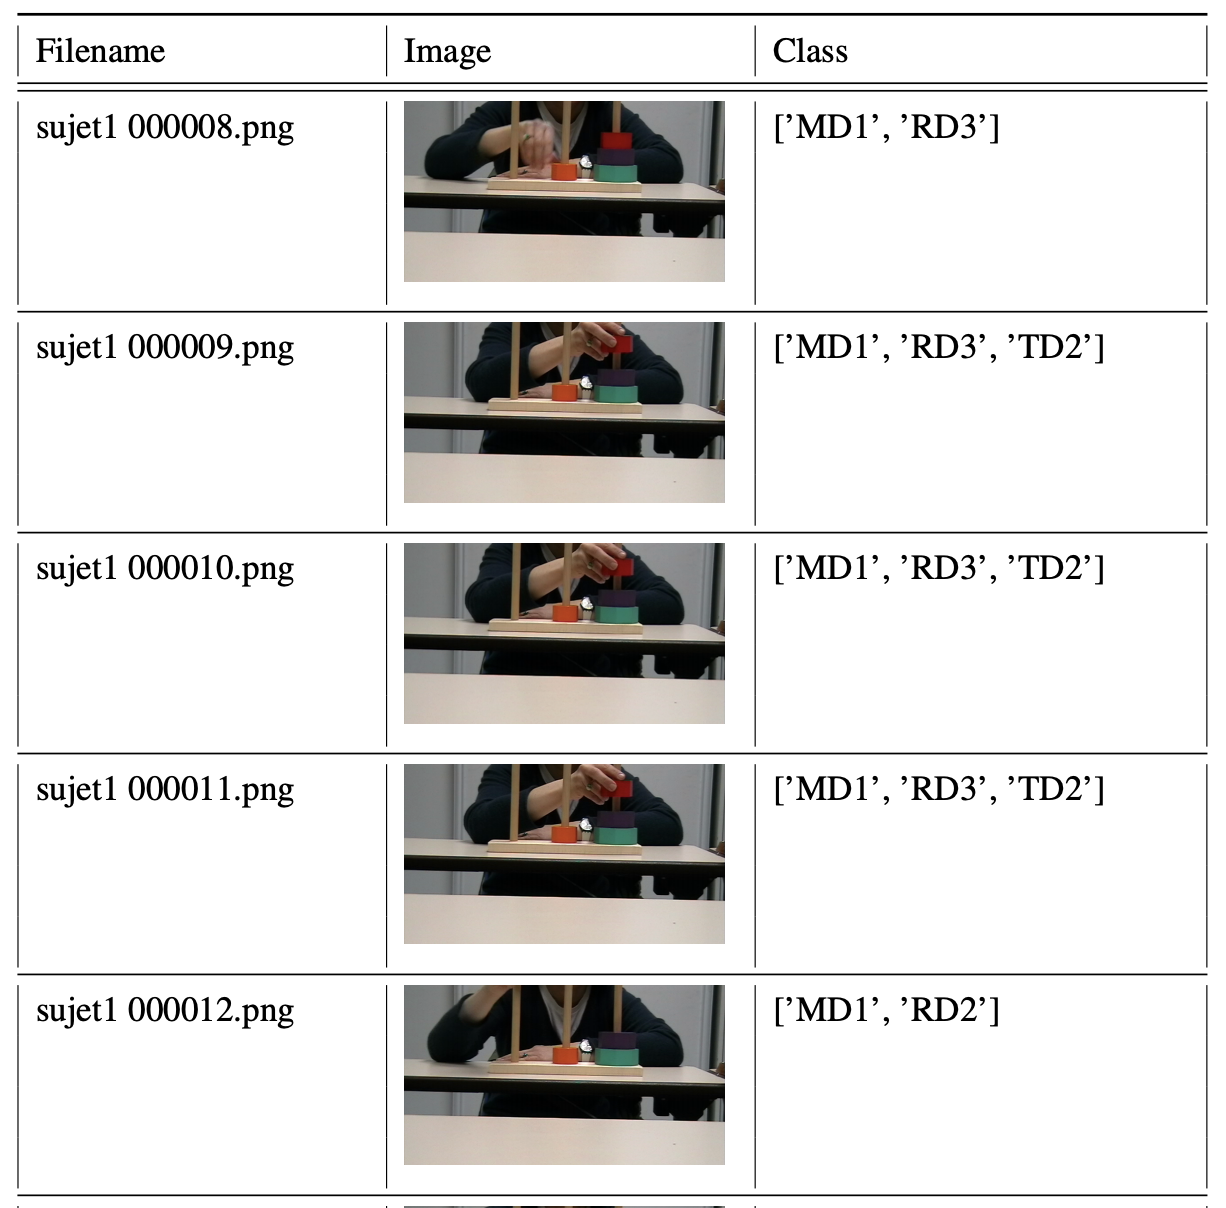 Filename Image Class
sujet1 000008.png ['MD1’, ’RD3’]
sujet1 000009.png ['MD1’, ’RD3’, ’TD2’]
sujet1 000010.png ['MD1’, ’RD3’, ’TD2’]
sujet1 000011.png ['MD1’, ’RD3’, ’TD2’]
sujet1 000012.png ['MD1’, ’RD2’]